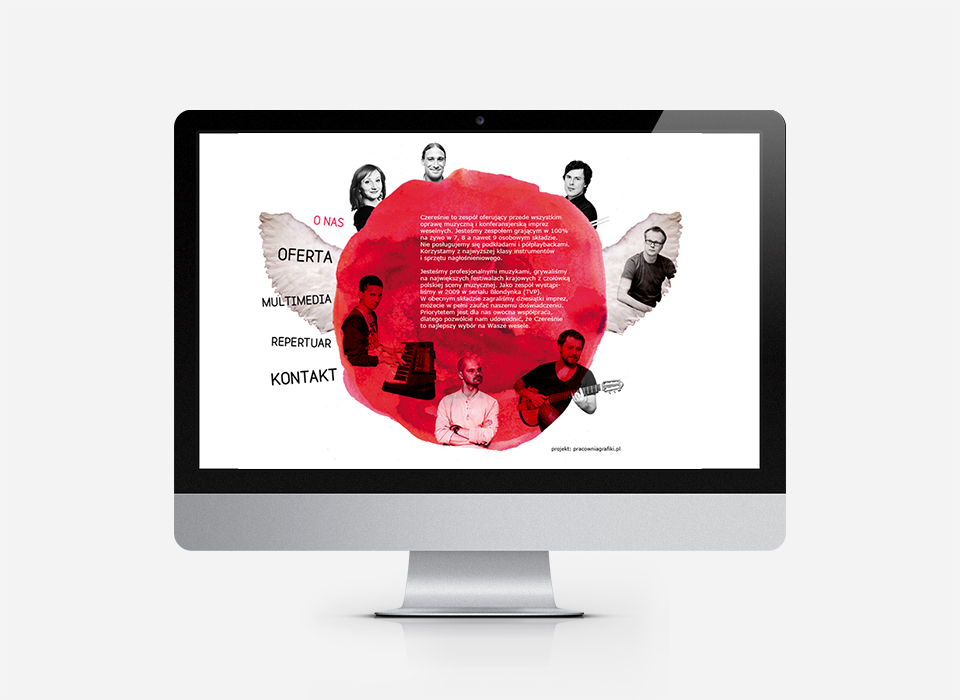 O NAS
OFERTA
MULTIMEDIA
REPERTUAR
KONTAKT
Czereśnie to zespół oferujący przede wszystkim
oprawę muzyczną i konferansjerską imprez
weselnych. Jesteśmy zespołem grającym w 100%
na żywo w 7, 8 a nawet 9 osobowym składzie.
Nie posługujemy się podkładami i półplaybackami.
Korzystamy z najwyższej klasy instrumentów
i sprzętu nagłośnieniowego.
Jesteśmy profesjonalnymi muzykami, grywaliśmy
na największych festiwalach krajowych z czołówką
polskiej sceny muzycznej. Jako zespół wystąpi-
liśmy w 2009 w serialu Blondynka (TVP).
W obecnym składzie zagraliśmy dziesiątki imprez,
możecie w pełni zaufać naszemu doświadczeniu.
Priorytetem jest dla nas owocna współpraca,
dlatego pozwólcie nam udowodnić, że Czereśnie
to najlepszy wybór na Wasze wesele.
projekt: pracowniagrafiki.pl